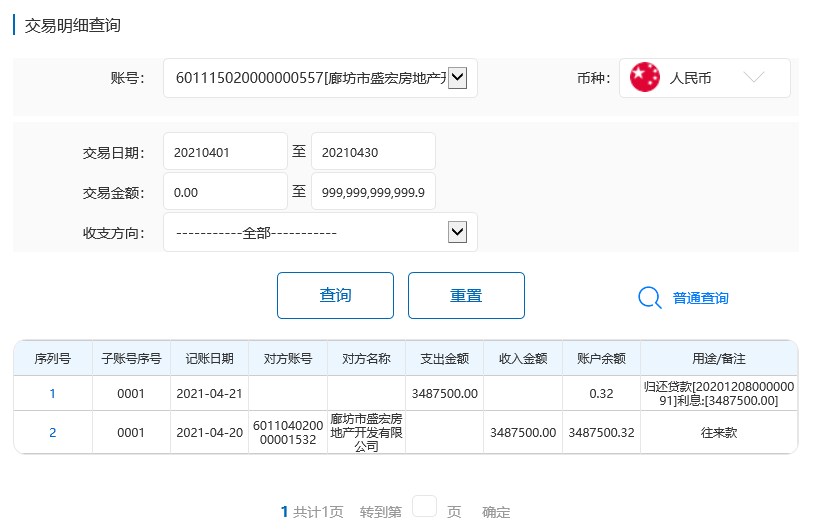 交易明细查询
账号： 601115020000000557[廊坊市盛宏房地产开 币种： 人民币
交易日期： 20210401 至 20210430
交易金额： 0.00 至 999,999,999,999.9
收支方向： -----------全部-----------
查询 重置 普通查询
序列号 子账号序号 记账日期 对方账号 对方名称 支出金额 收入金额 账户余额 用途/备注
1 0001 2021-04-21 3487500.00 0.32 归还贷款[20201208000000
91]利息:[3487500.00]
2 0001 2021-04-20 6011040200
00001532 廊坊市盛宏房
地产开发有限
公司 3487500.00 3487500.32 往来款
1 共计1页 转到第 页 确定